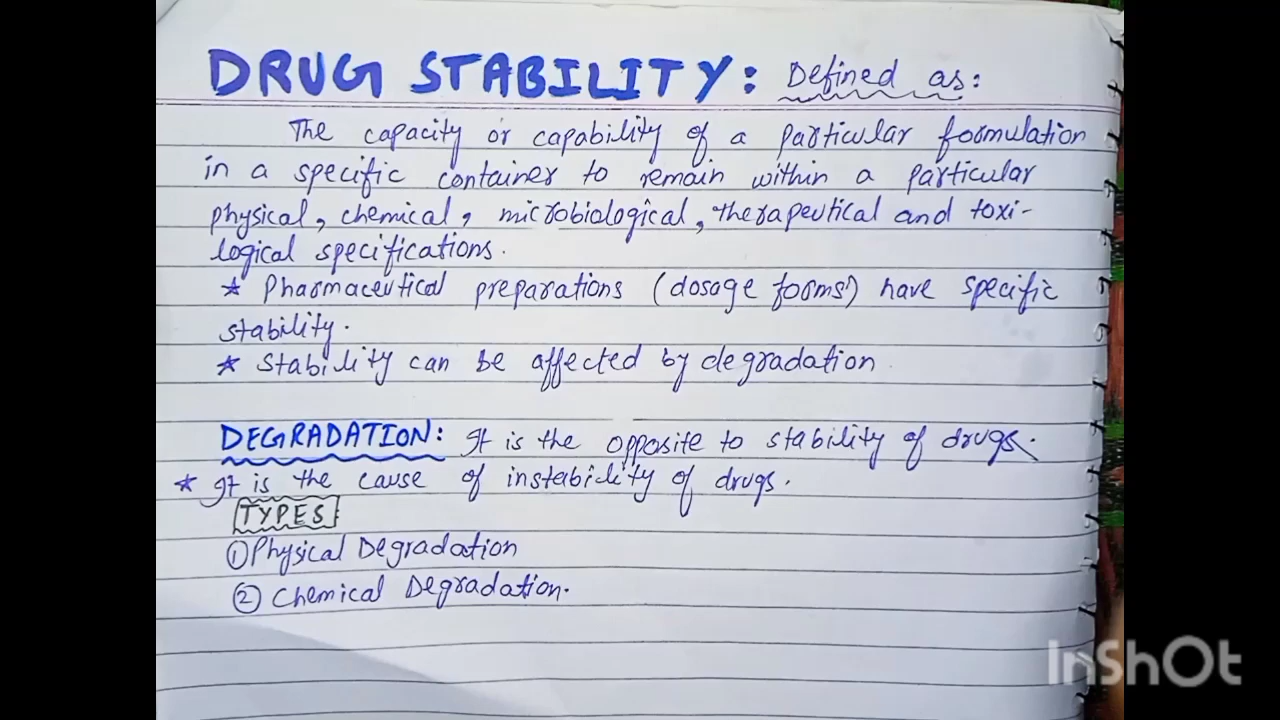 DRUG STABILITY: Defined as:
The capacity or capability of a particular formulation
in a specific container to remain within a particular
physical, chemical, microbiological, therapeutical and toxi-
logical specifications.
* Pharmaceutical preparations (dosage forms) have specific
stability.
* Stability can be affected by degradation
DEGRADATION: It is the opposite to stability of drugs.
* It is the cause of instability of drugs.
TYPES
① Physical Degradation
② Chemical Degradation.
InShOt